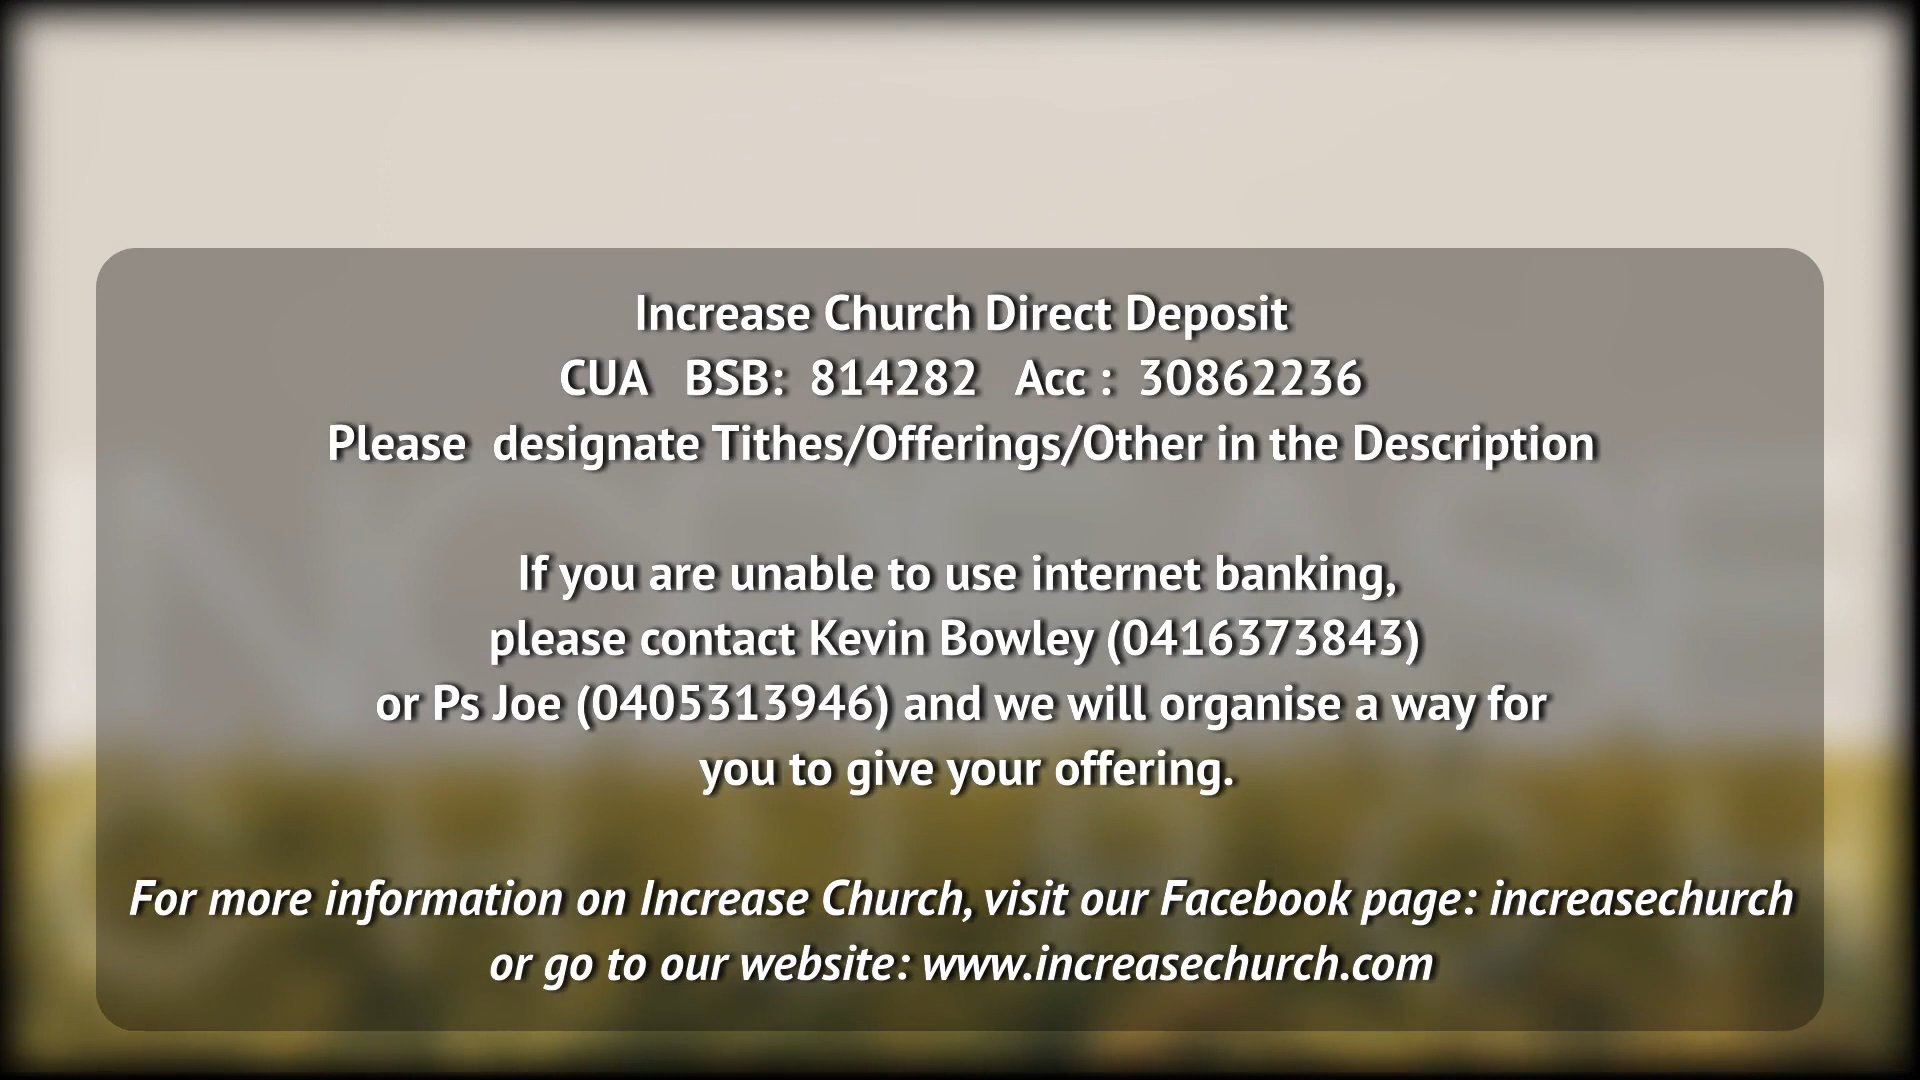 Increase Church Direct Deposit
CUA   BSB:  814282   Acc :  30862236
Please  designate Tithes/Offerings/Other in the Description
If you are unable to use internet banking,
please contact Kevin Bowley (0416373843)
or Ps Joe (0405313946) and we will organise a way for
you to give your offering.
For more information on Increase Church, visit our Facebook page: increasechurch
or go to our website: www.increasechurch.com